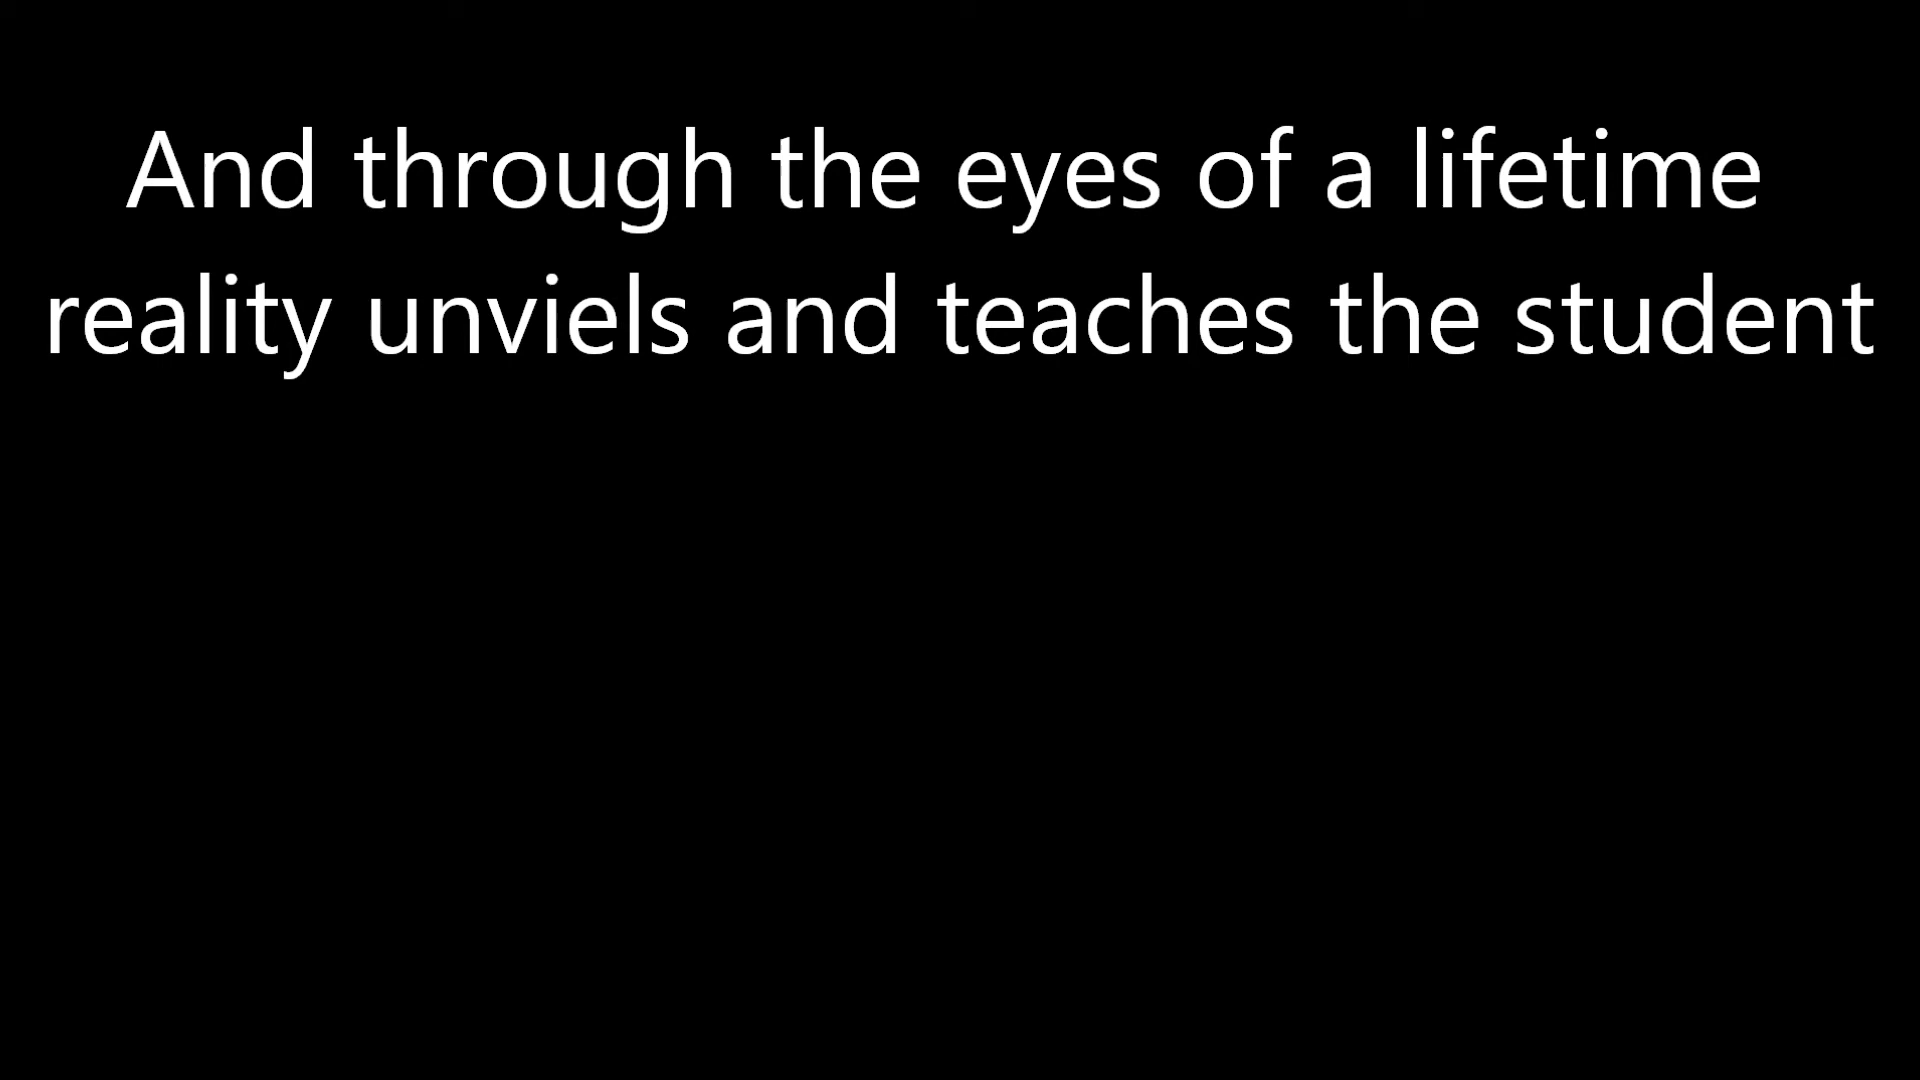 And through the eyes of a lifetime
reality unviels and teaches the student